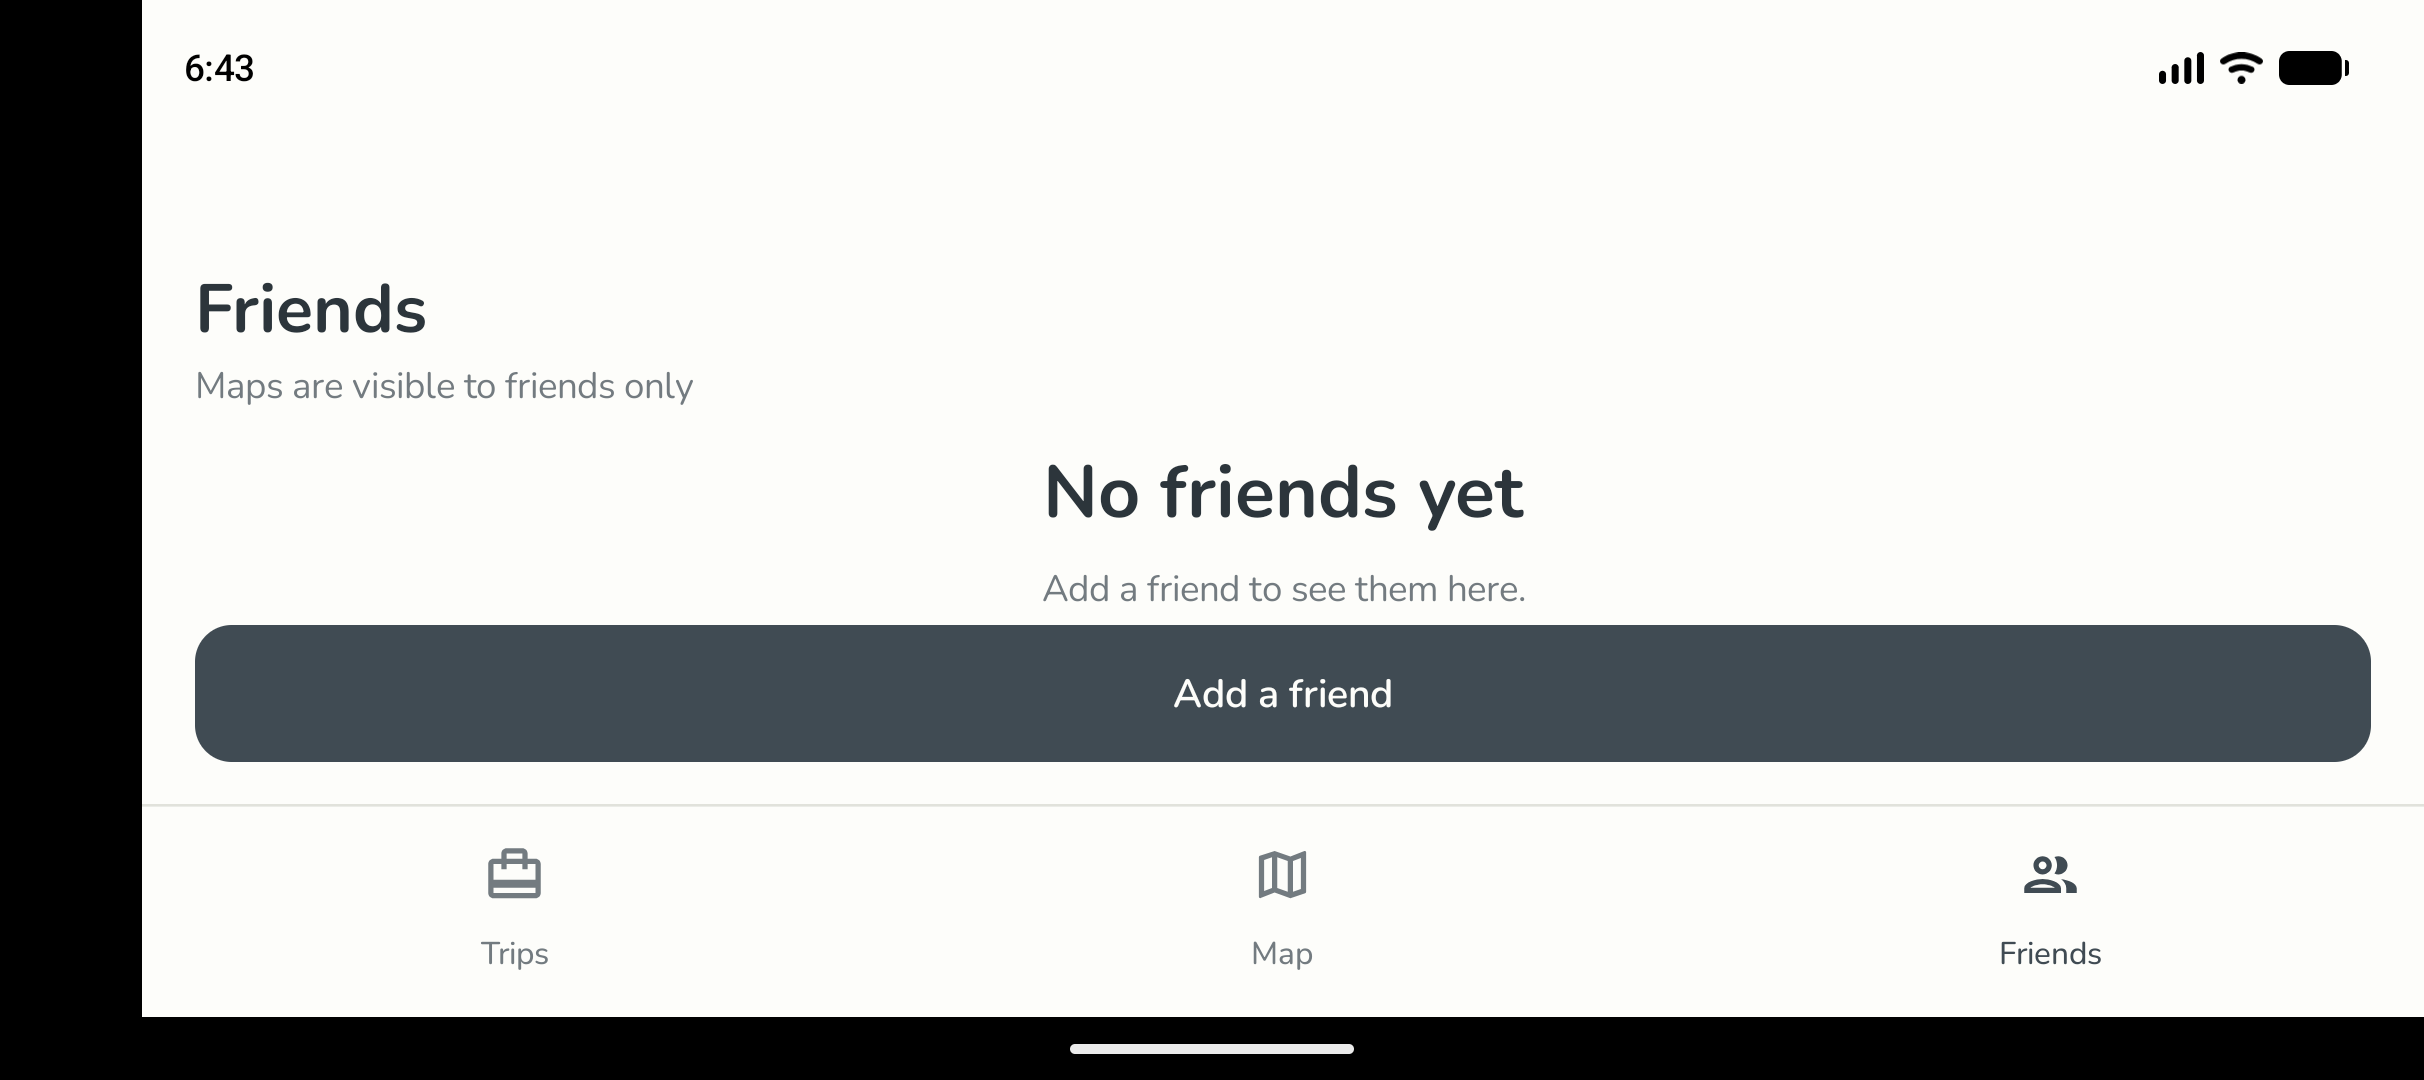 6:43
Friends
Maps are visible to friends only
No friends yet
Add a friend to see them here.
Add a friend
Trips
Map
Friends